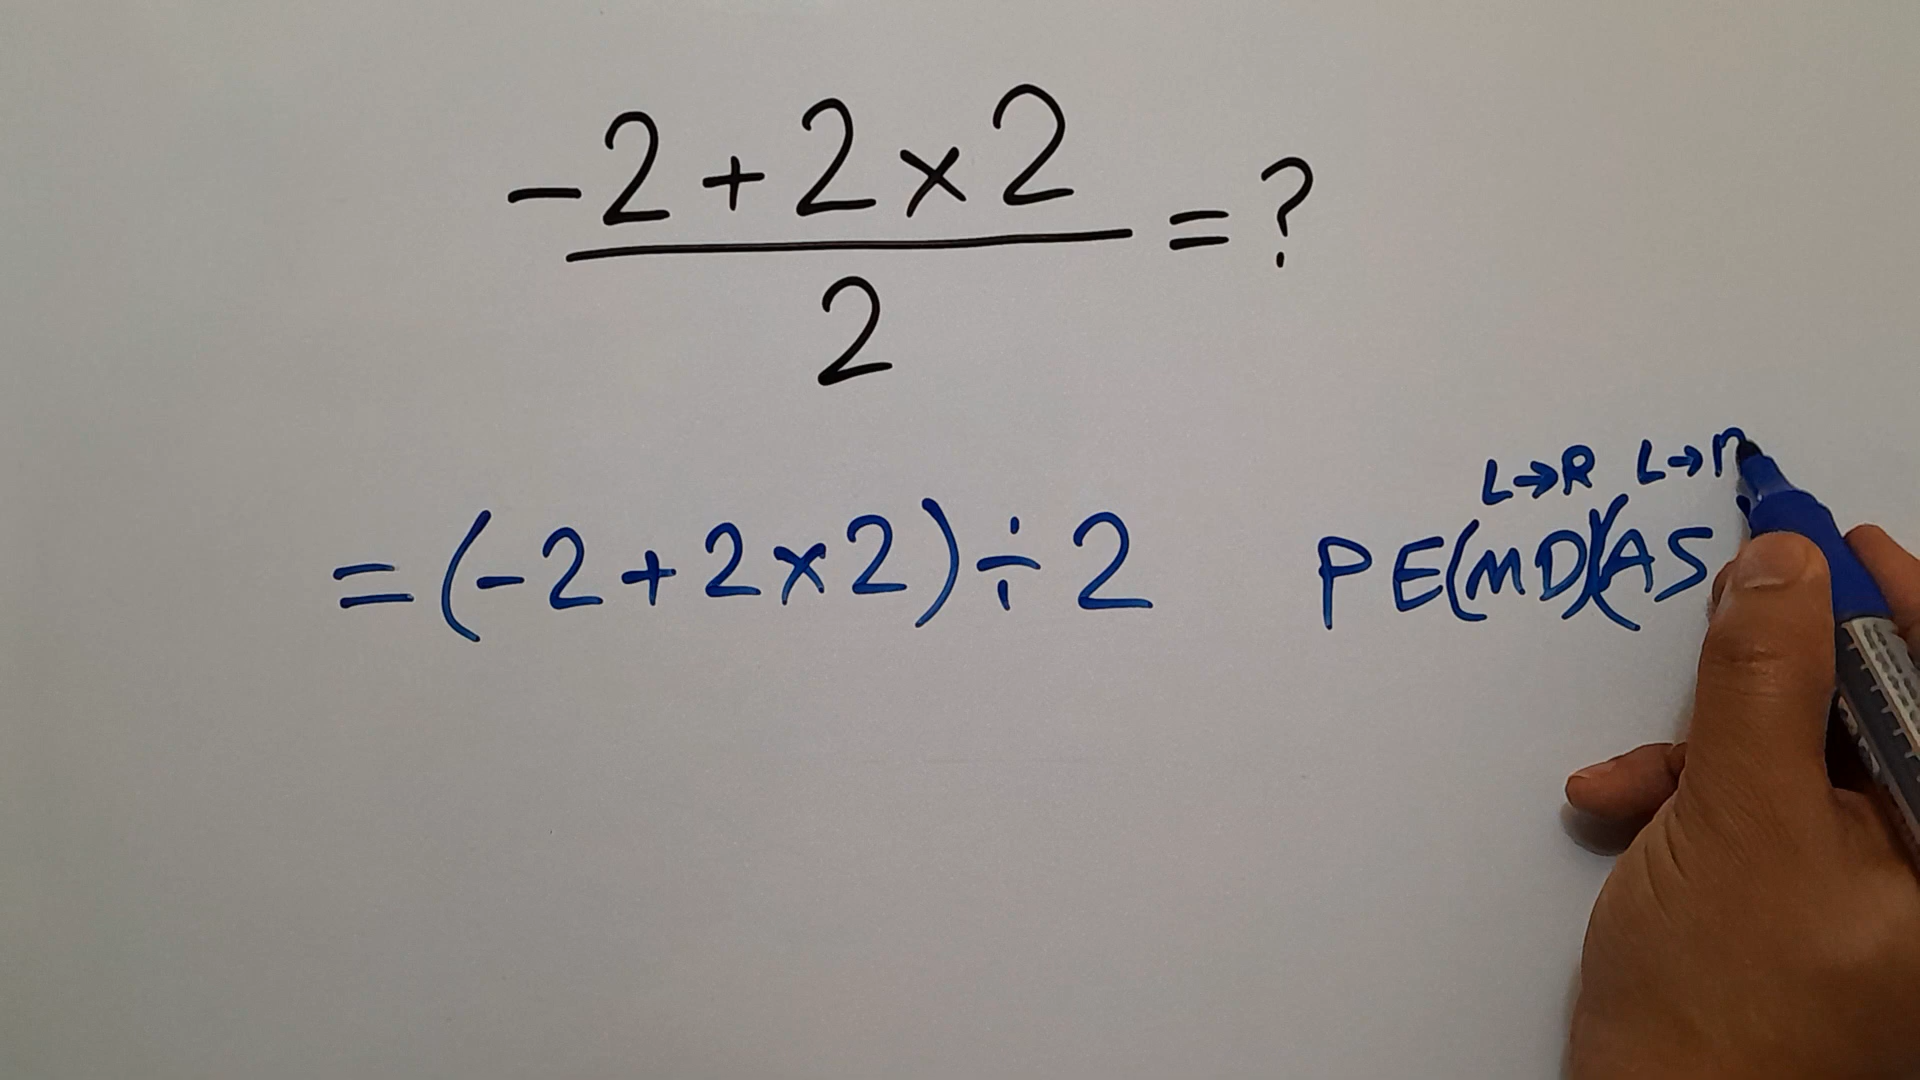 -2+2×2
2
=?
=(-2+2×2)÷2
L→R L→
PE(MD)(AS